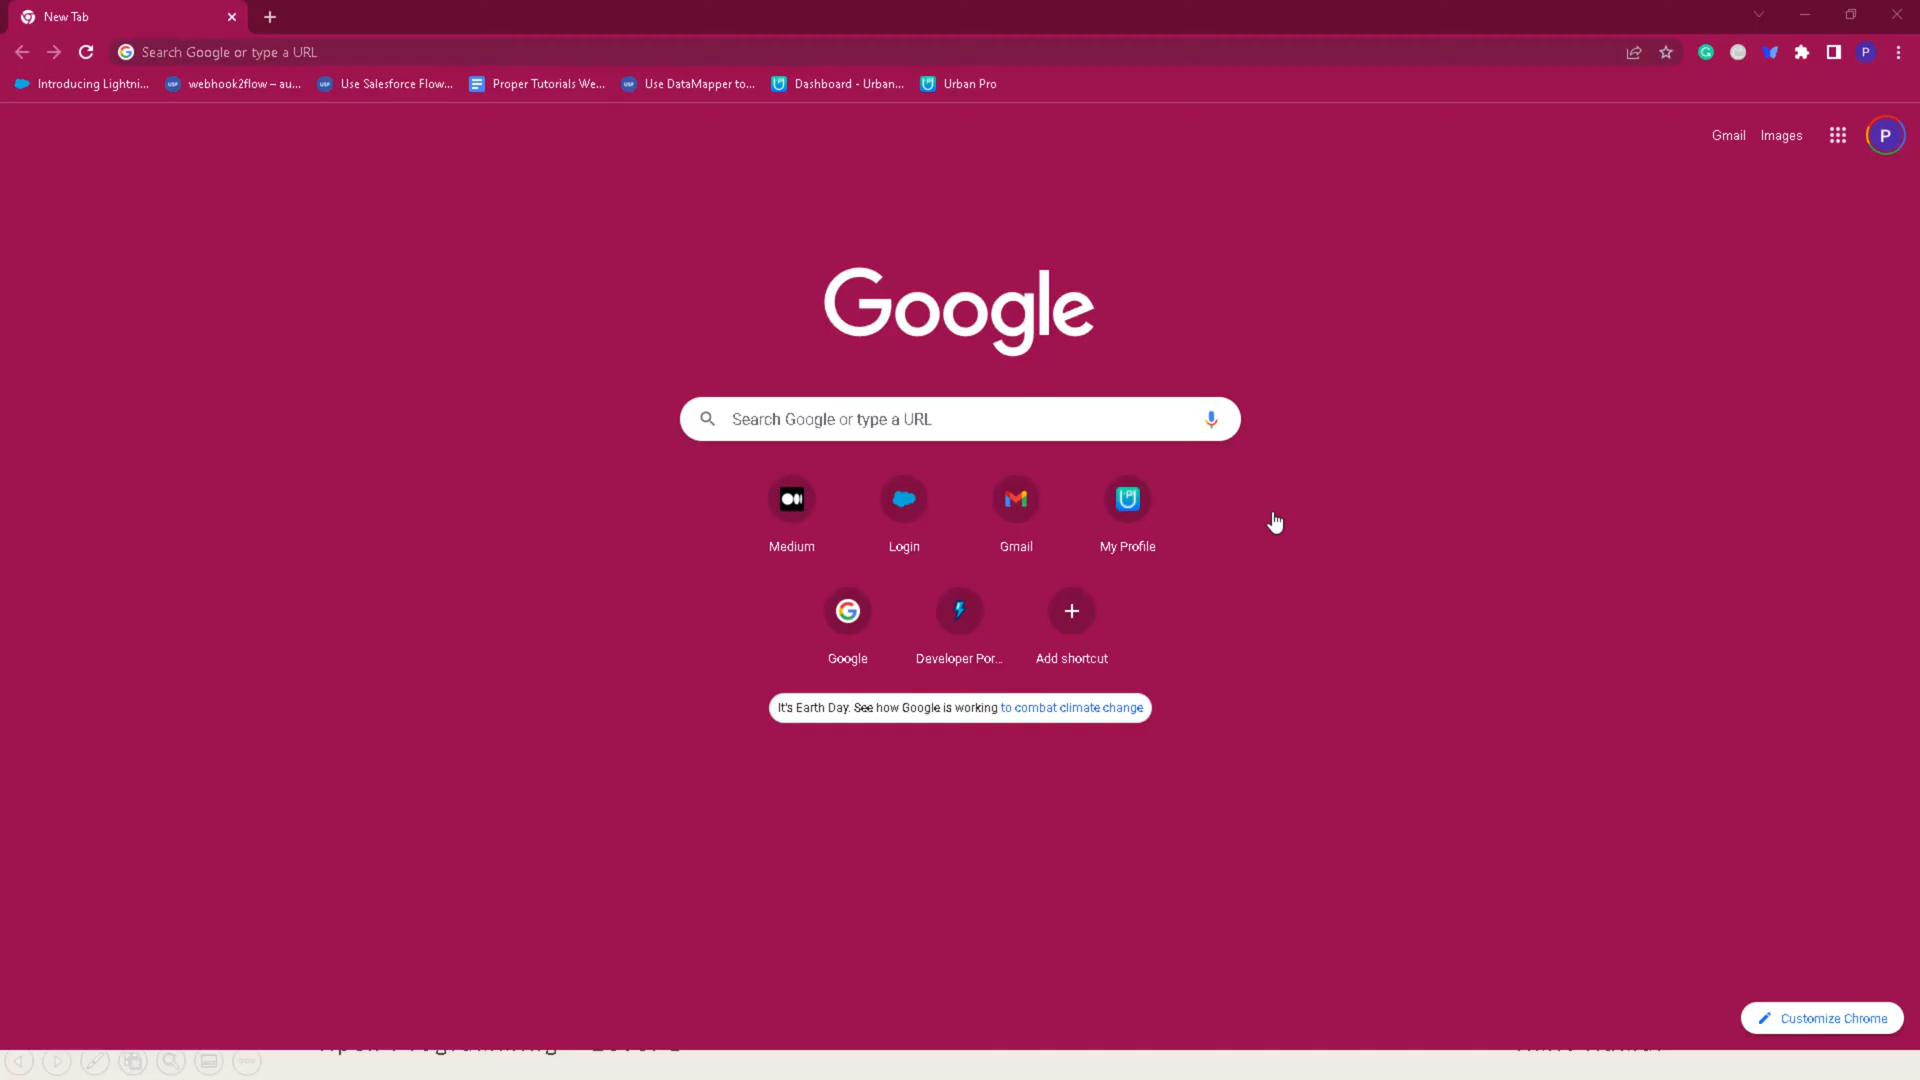 New Tab
Search Google or type a URL
Introducing Lightni...
webhook2flow – au...
Use Salesforce Flow...
Proper Tutorials We...
Use DataMapper to...
Dashboard - Urban...
Urban Pro
Gmail
Images
P
Google
Search Google or type a URL
Medium
Login
Gmail
My Profile
Google
Developer Por...
Add shortcut
It's Earth Day. See how Google is working to combat climate change
Customize Chrome